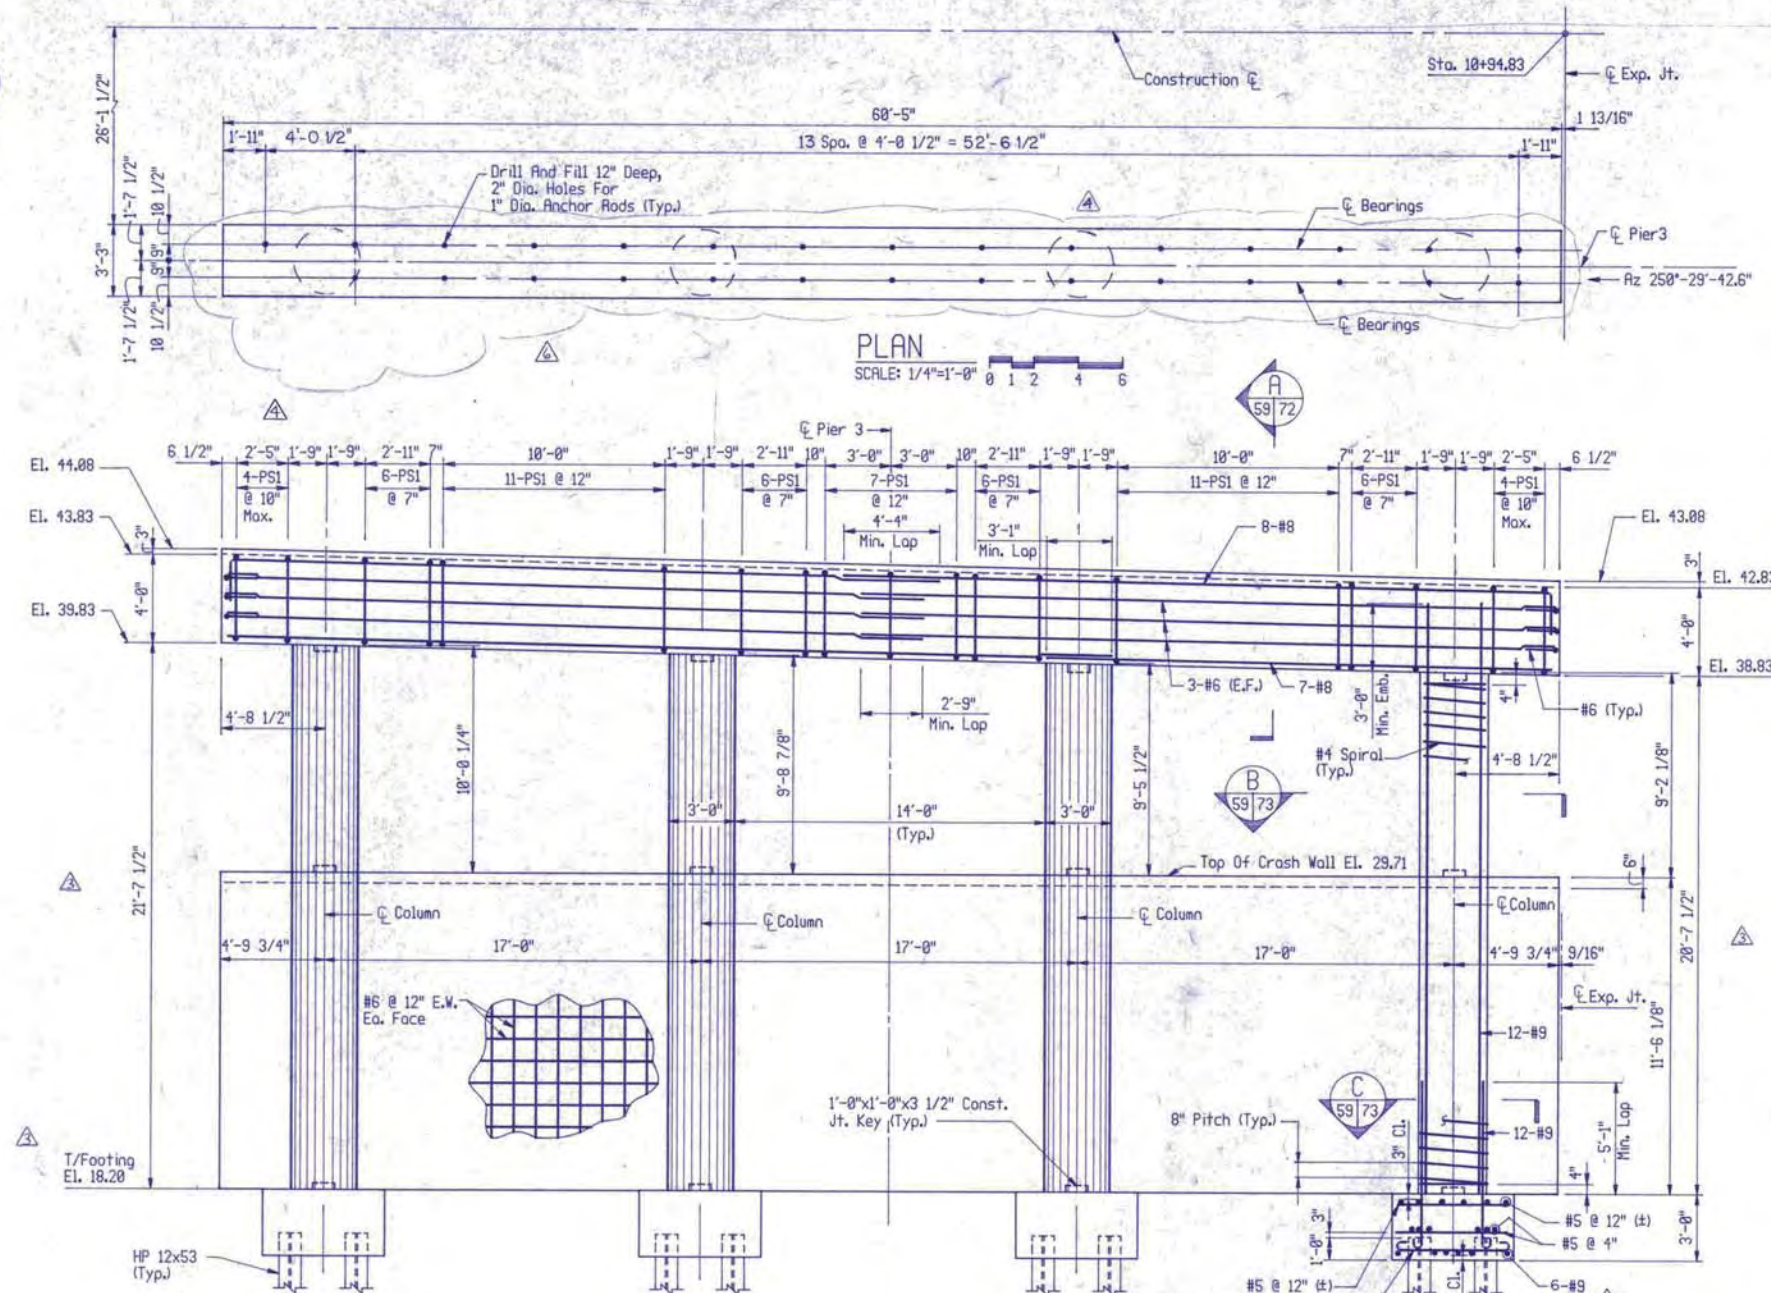 Construction ℄
Sta. 10+94.83
℄ Exp. Jt.
26'-1 1/2"
60'-5"
1 13/16"
1'-11"
4'-0 1/2"
13 Spa. @ 4'-0 1/2" = 52'-6 1/2"
1'-11"
Drill And Fill 12" Deep,
2" Dia. Holes For
1" Dia. Anchor Rods (Typ.)
4
℄ Bearings
℄ Pier3
Az 250°-29'-42.6"
℄ Bearings
3'-3"
1'-7 1/2"
1'-7 1/2"
10 1/2"
9"
9"
10 1/2"
6
PLAN
SCALE: 1/4"=1'-0"
0 1 2 4 6
A
59 72
4
℄ Pier 3
6 1/2"
2'-5"
1'-9"
1'-9"
2'-11"
7"
10'-0"
1'-9"
1'-9"
2'-11"
10"
3'-0"
3'-0"
10"
2'-11"
1'-9"
1'-9"
10'-0"
7"
2'-11"
1'-9"
1'-9"
2'-5"
6 1/2"
4-PS1
@ 10"
Max.
6-PS1
@ 7"
11-PS1 @ 12"
6-PS1
@ 7"
7-PS1
@ 12"
6-PS1
@ 7"
11-PS1 @ 12"
6-PS1
@ 7"
4-PS1
@ 10"
Max.
El. 44.08
El. 43.83
El. 39.83
3"
4'-0"
4'-4"
Min. Lap
3'-1"
Min. Lap
8-#8
El. 43.08
3"
El. 42.83
4'-0"
El. 38.83
3-#6 (E.F.)
7-#8
3'-0"
Min. Emb.
4"
#6 (Typ.)
4'-8 1/2"
2'-9"
Min. Lap
#4 Spiral
(Typ.)
4'-8 1/2"
10'-0 1/4"
9'-8 7/8"
9'-5 1/2"
9'-2 1/8"
B
59 73
3'-0"
14'-0"
(Typ.)
3'-0"
Top Of Crash Wall El. 29.71
6"
3
21'-7 1/2"
℄ Column
℄ Column
℄ Column
℄ Column
20'-7 1/2"
3
4'-9 3/4"
17'-0"
17'-0"
17'-0"
4'-9 3/4"
9/16"
℄ Exp. Jt.
#6 @ 12" E.W.
Ea. Face
12-#9
11'-6 1/8"
1'-0"x1'-0"x3 1/2" Const.
Jt. Key (Typ.)
C
59 73
8" Pitch (Typ.)
3" Cl.
12-#9
5'-1"
Min. Lap
4"
3
T/Footing
El. 18.20
#5 @ 12" (±)
#5 @ 4"
3'-0"
3"
1'-0"
HP 12x53
(Typ.)
#5 @ 12" (±)
Cl.
6-#9